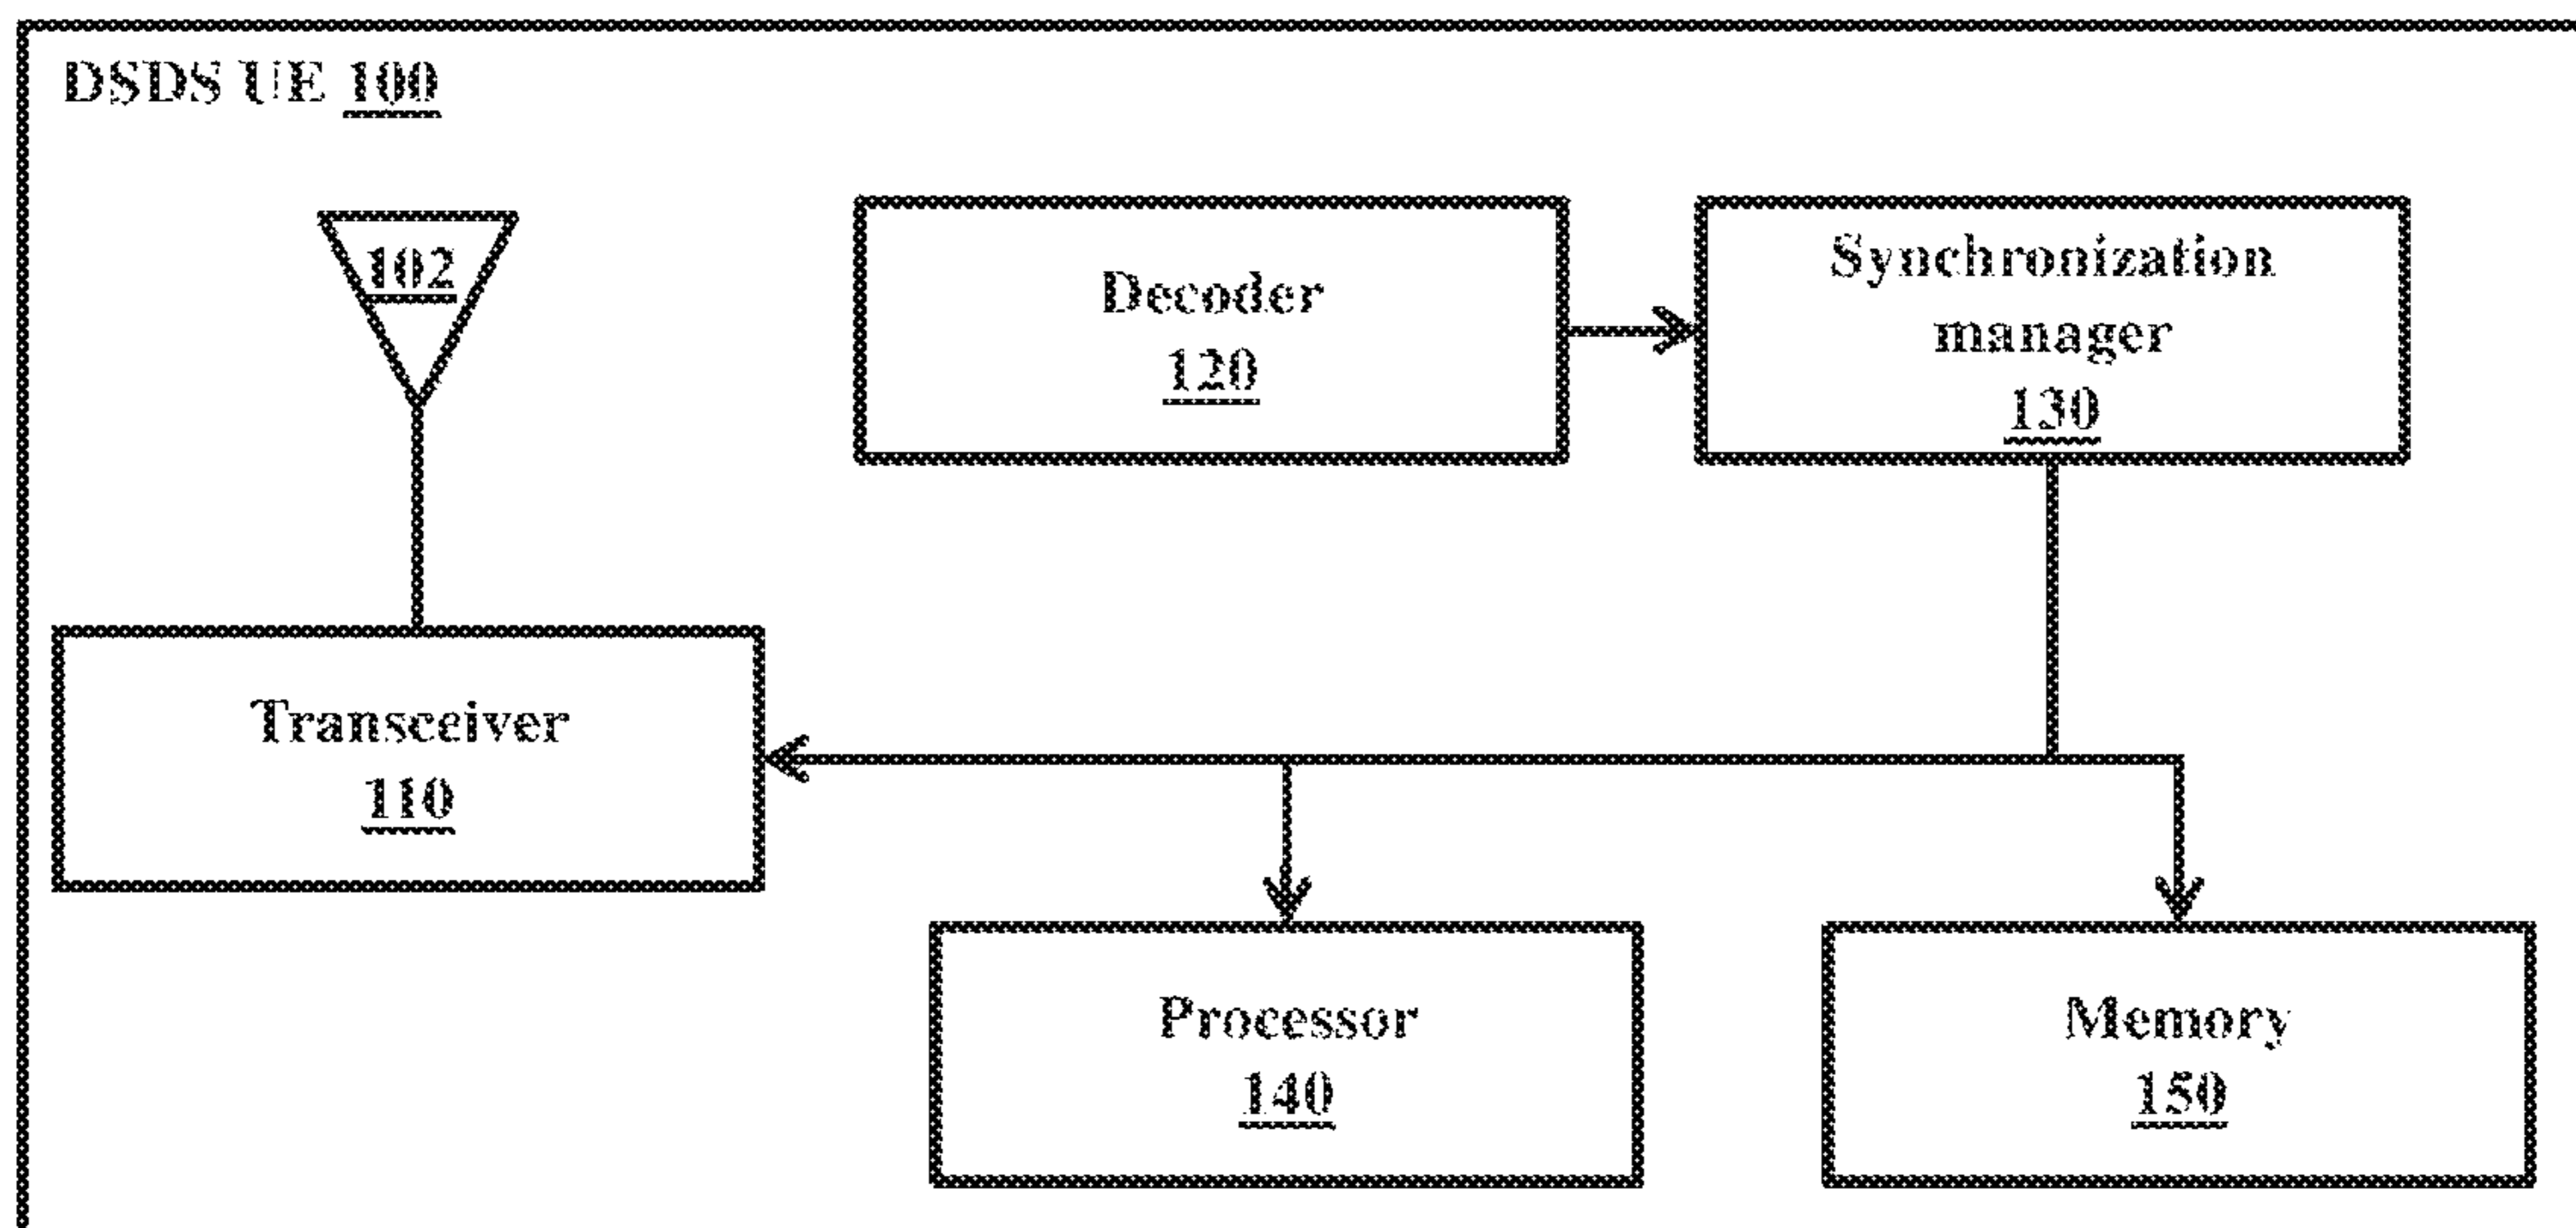 DSDS UE 100
102
Decoder
120
Synchronization
manager
130
Transceiver
110
Processor
140
Memory
150